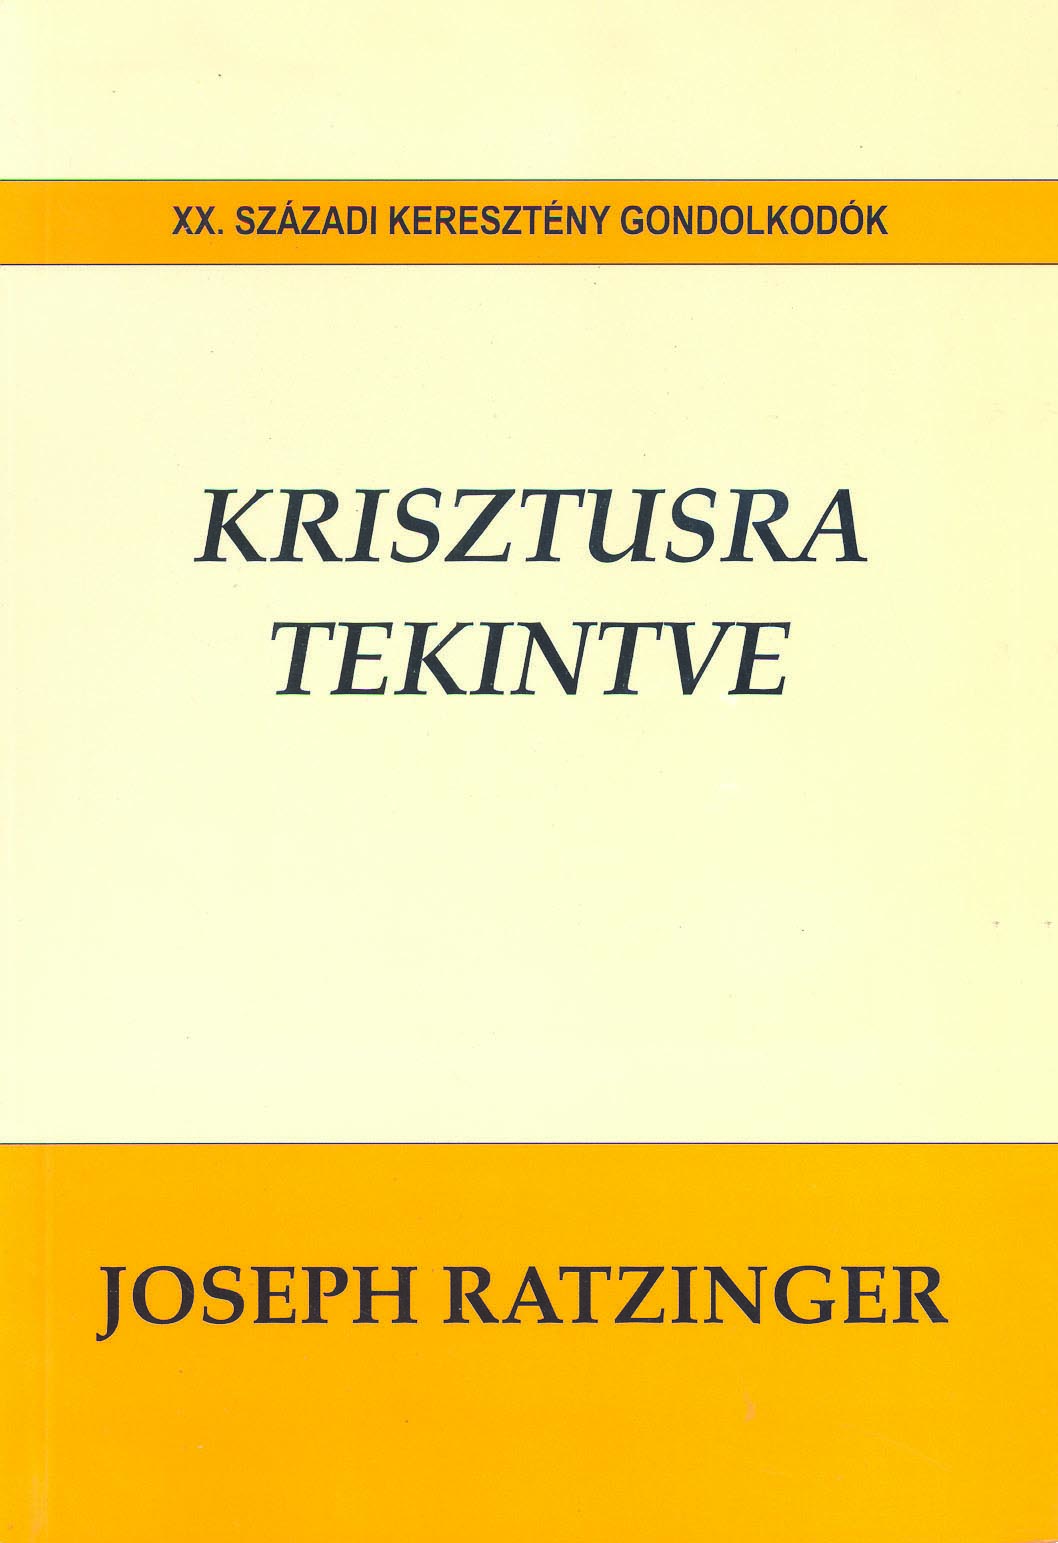 XX. SZÁZADI KERESZTÉNY GONDOLKODÓK
KRISZTUSRA
TEKINTVE
JOSEPH RATZINGER